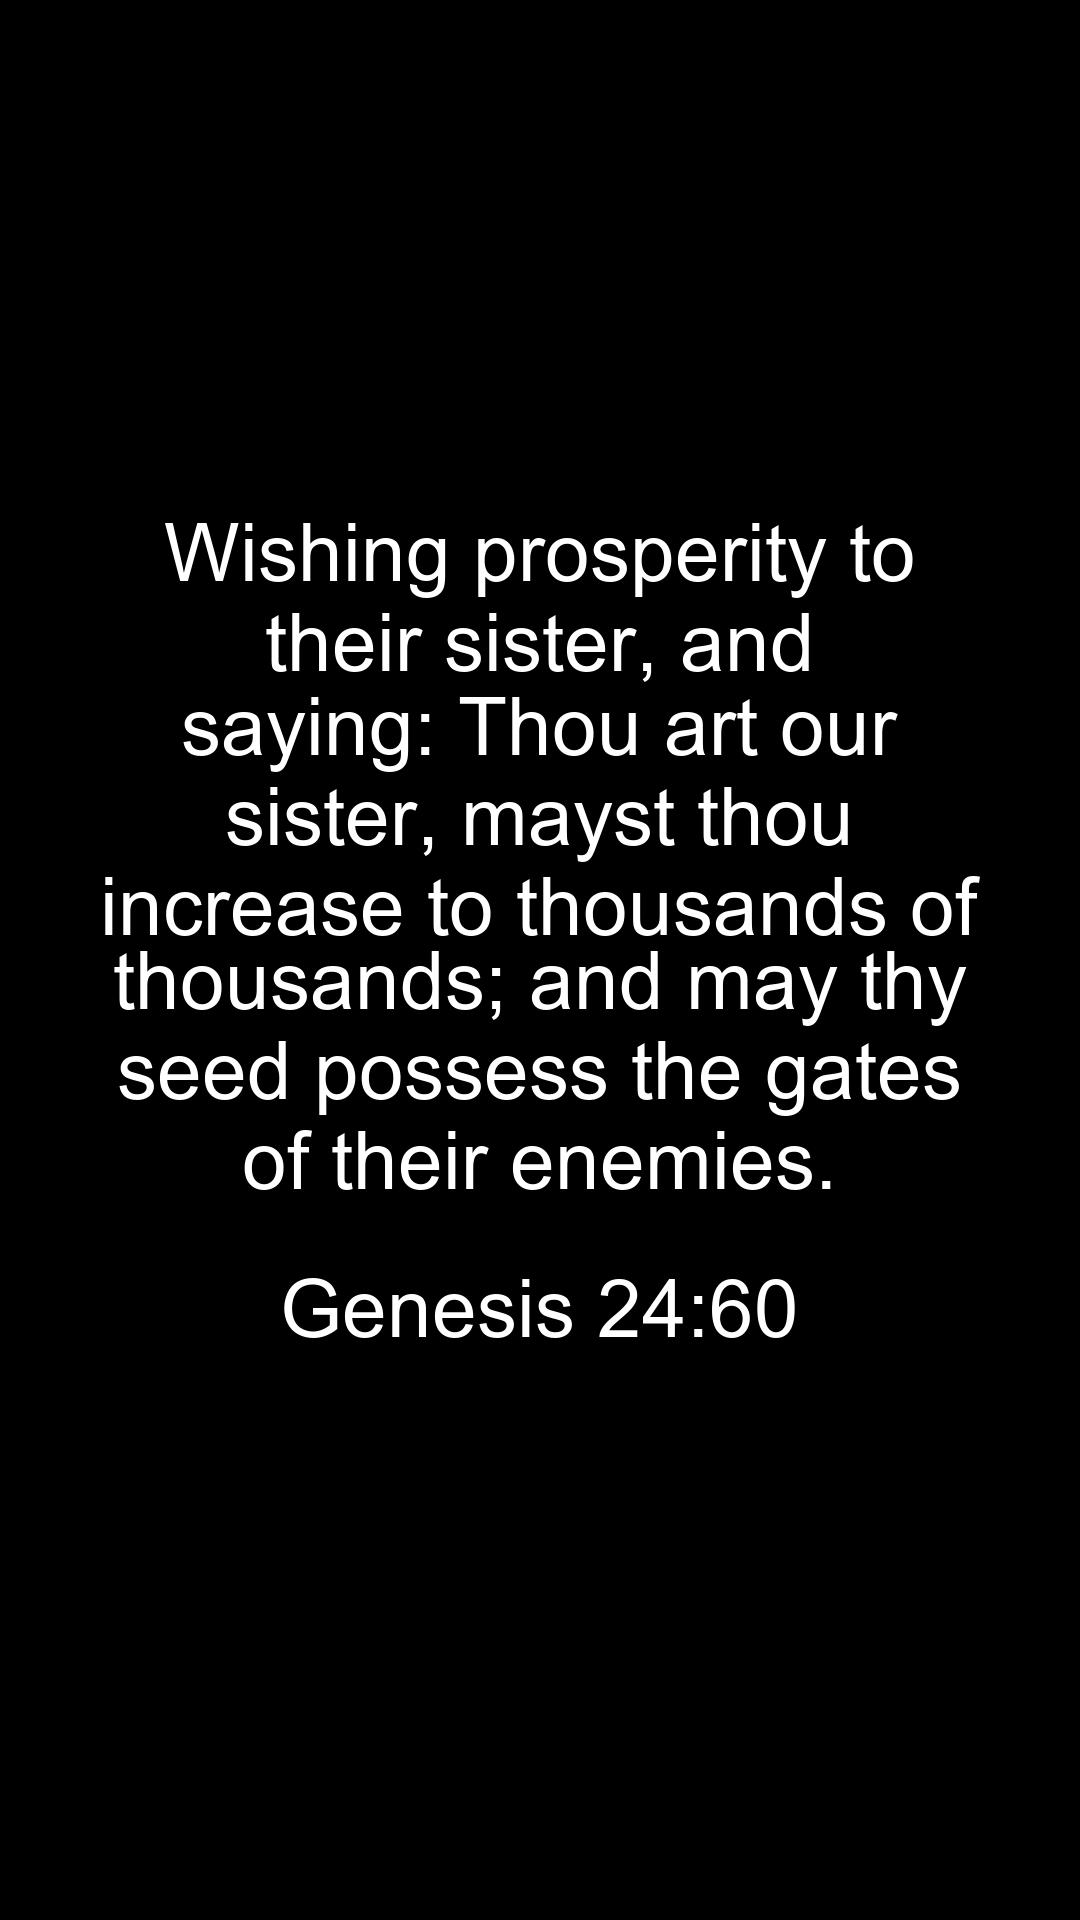 Wishing prosperity to
their sister, and
saying: Thou art our
sister, mayst thou
increase to thousands of
thousands; and may thy
seed possess the gates
of their enemies.
Genesis 24:60